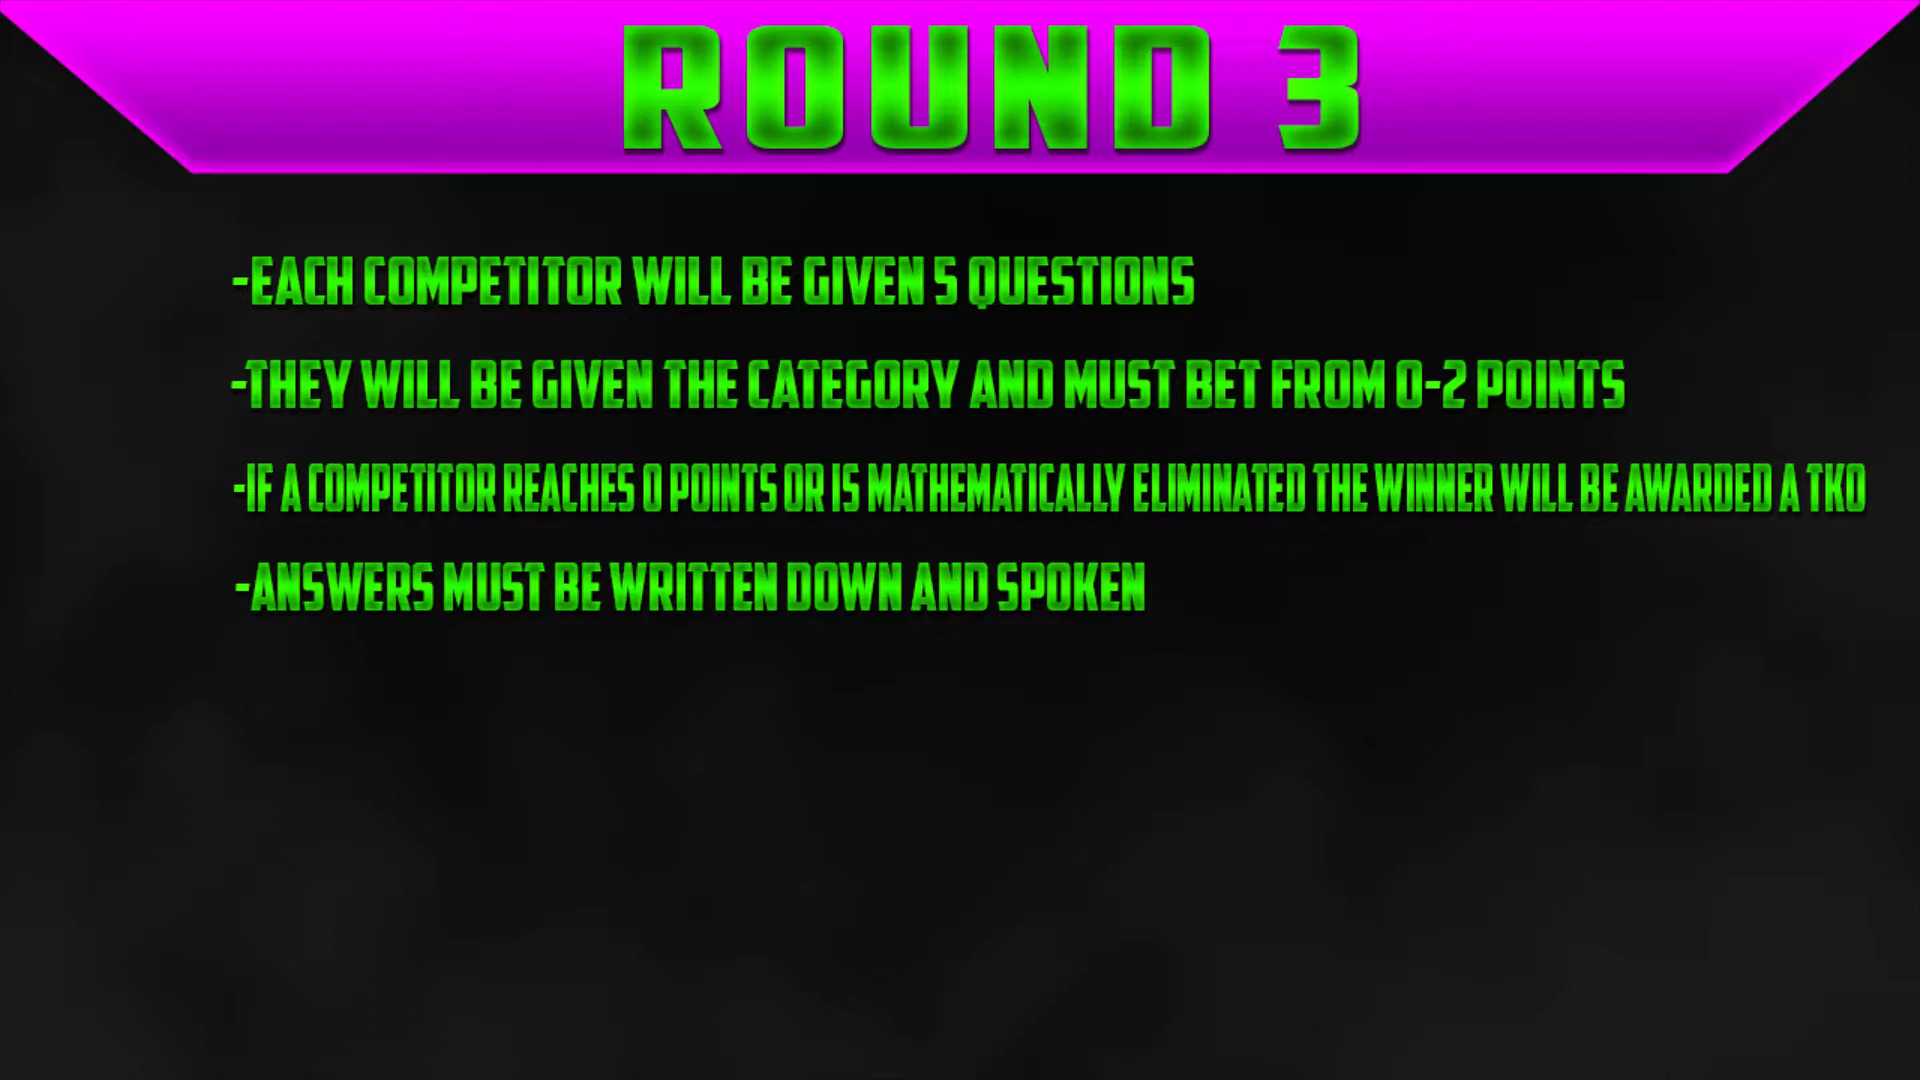 ROUND 3
-EACH COMPETITOR WILL BE GIVEN 5 QUESTIONS
-THEY WILL BE GIVEN THE CATEGORY AND MUST BET FROM 0-2 POINTS
-IF A COMPETITOR REACHES 0 POINTS OR IS MATHEMATICALLY ELIMINATED THE WINNER WILL BE AWARDED A TKO
-ANSWERS MUST BE WRITTEN DOWN AND SPOKEN